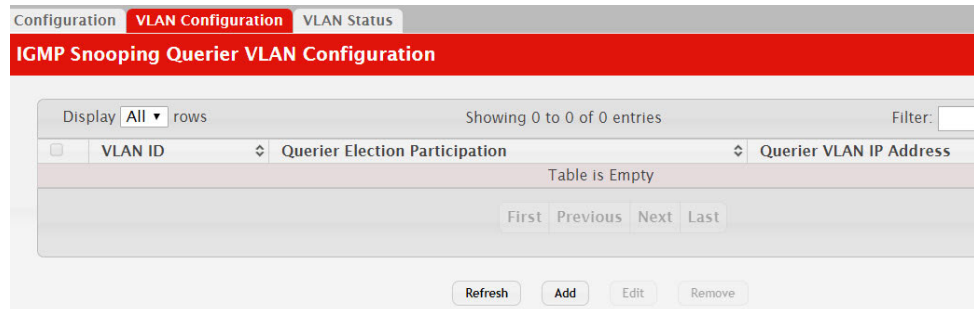 Configuration VLAN Configuration VLAN Status
IGMP Snooping Querier VLAN Configuration
Display All rows Showing 0 to 0 of 0 entries Filter:
VLAN ID Querier Election Participation Querier VLAN IP Address
Table is Empty
First Previous Next Last
Refresh Add Edit Remove